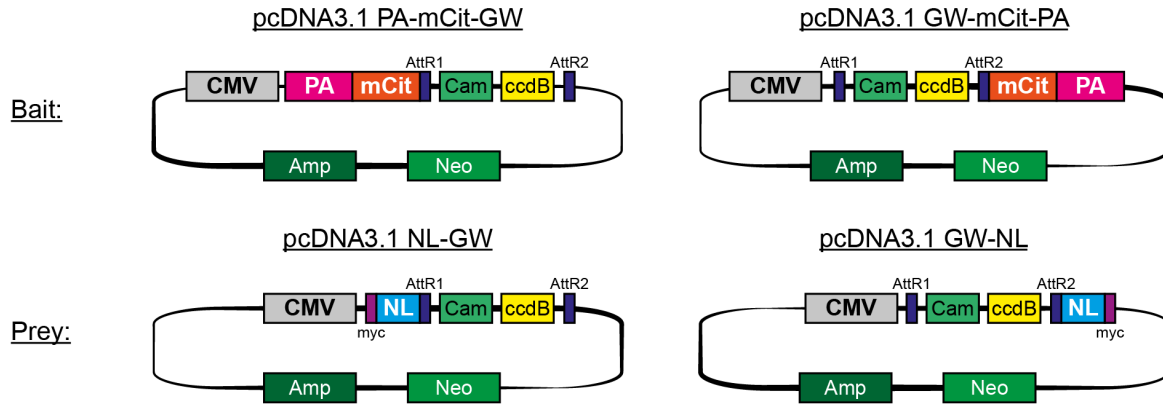 pcDNA3.1 PA-mCit-GW
pcDNA3.1 GW-mCit-PA
Bait:
CMV PA mCit AttR1 Cam ccdB AttR2
Amp Neo
CMV AttR1 Cam ccdB AttR2 mCit PA
Amp Neo
pcDNA3.1 NL-GW
pcDNA3.1 GW-NL
Prey:
CMV myc NL AttR1 Cam ccdB AttR2
Amp Neo
CMV AttR1 Cam ccdB AttR2 NL myc
Amp Neo